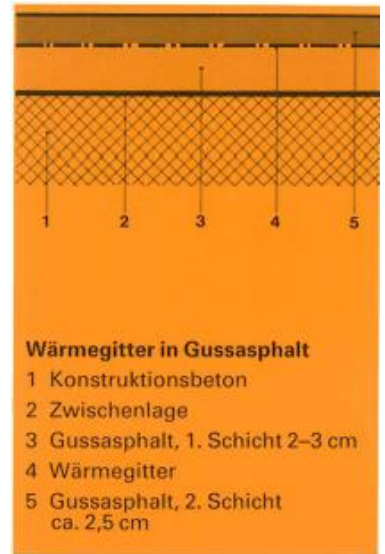 1 2 3 4 5
Wärmegitter in Gussasphalt
1 Konstruktionsbeton
2 Zwischenlage
3 Gussasphalt, 1. Schicht 2–3 cm
4 Wärmegitter
5 Gussasphalt, 2. Schicht
ca. 2,5 cm